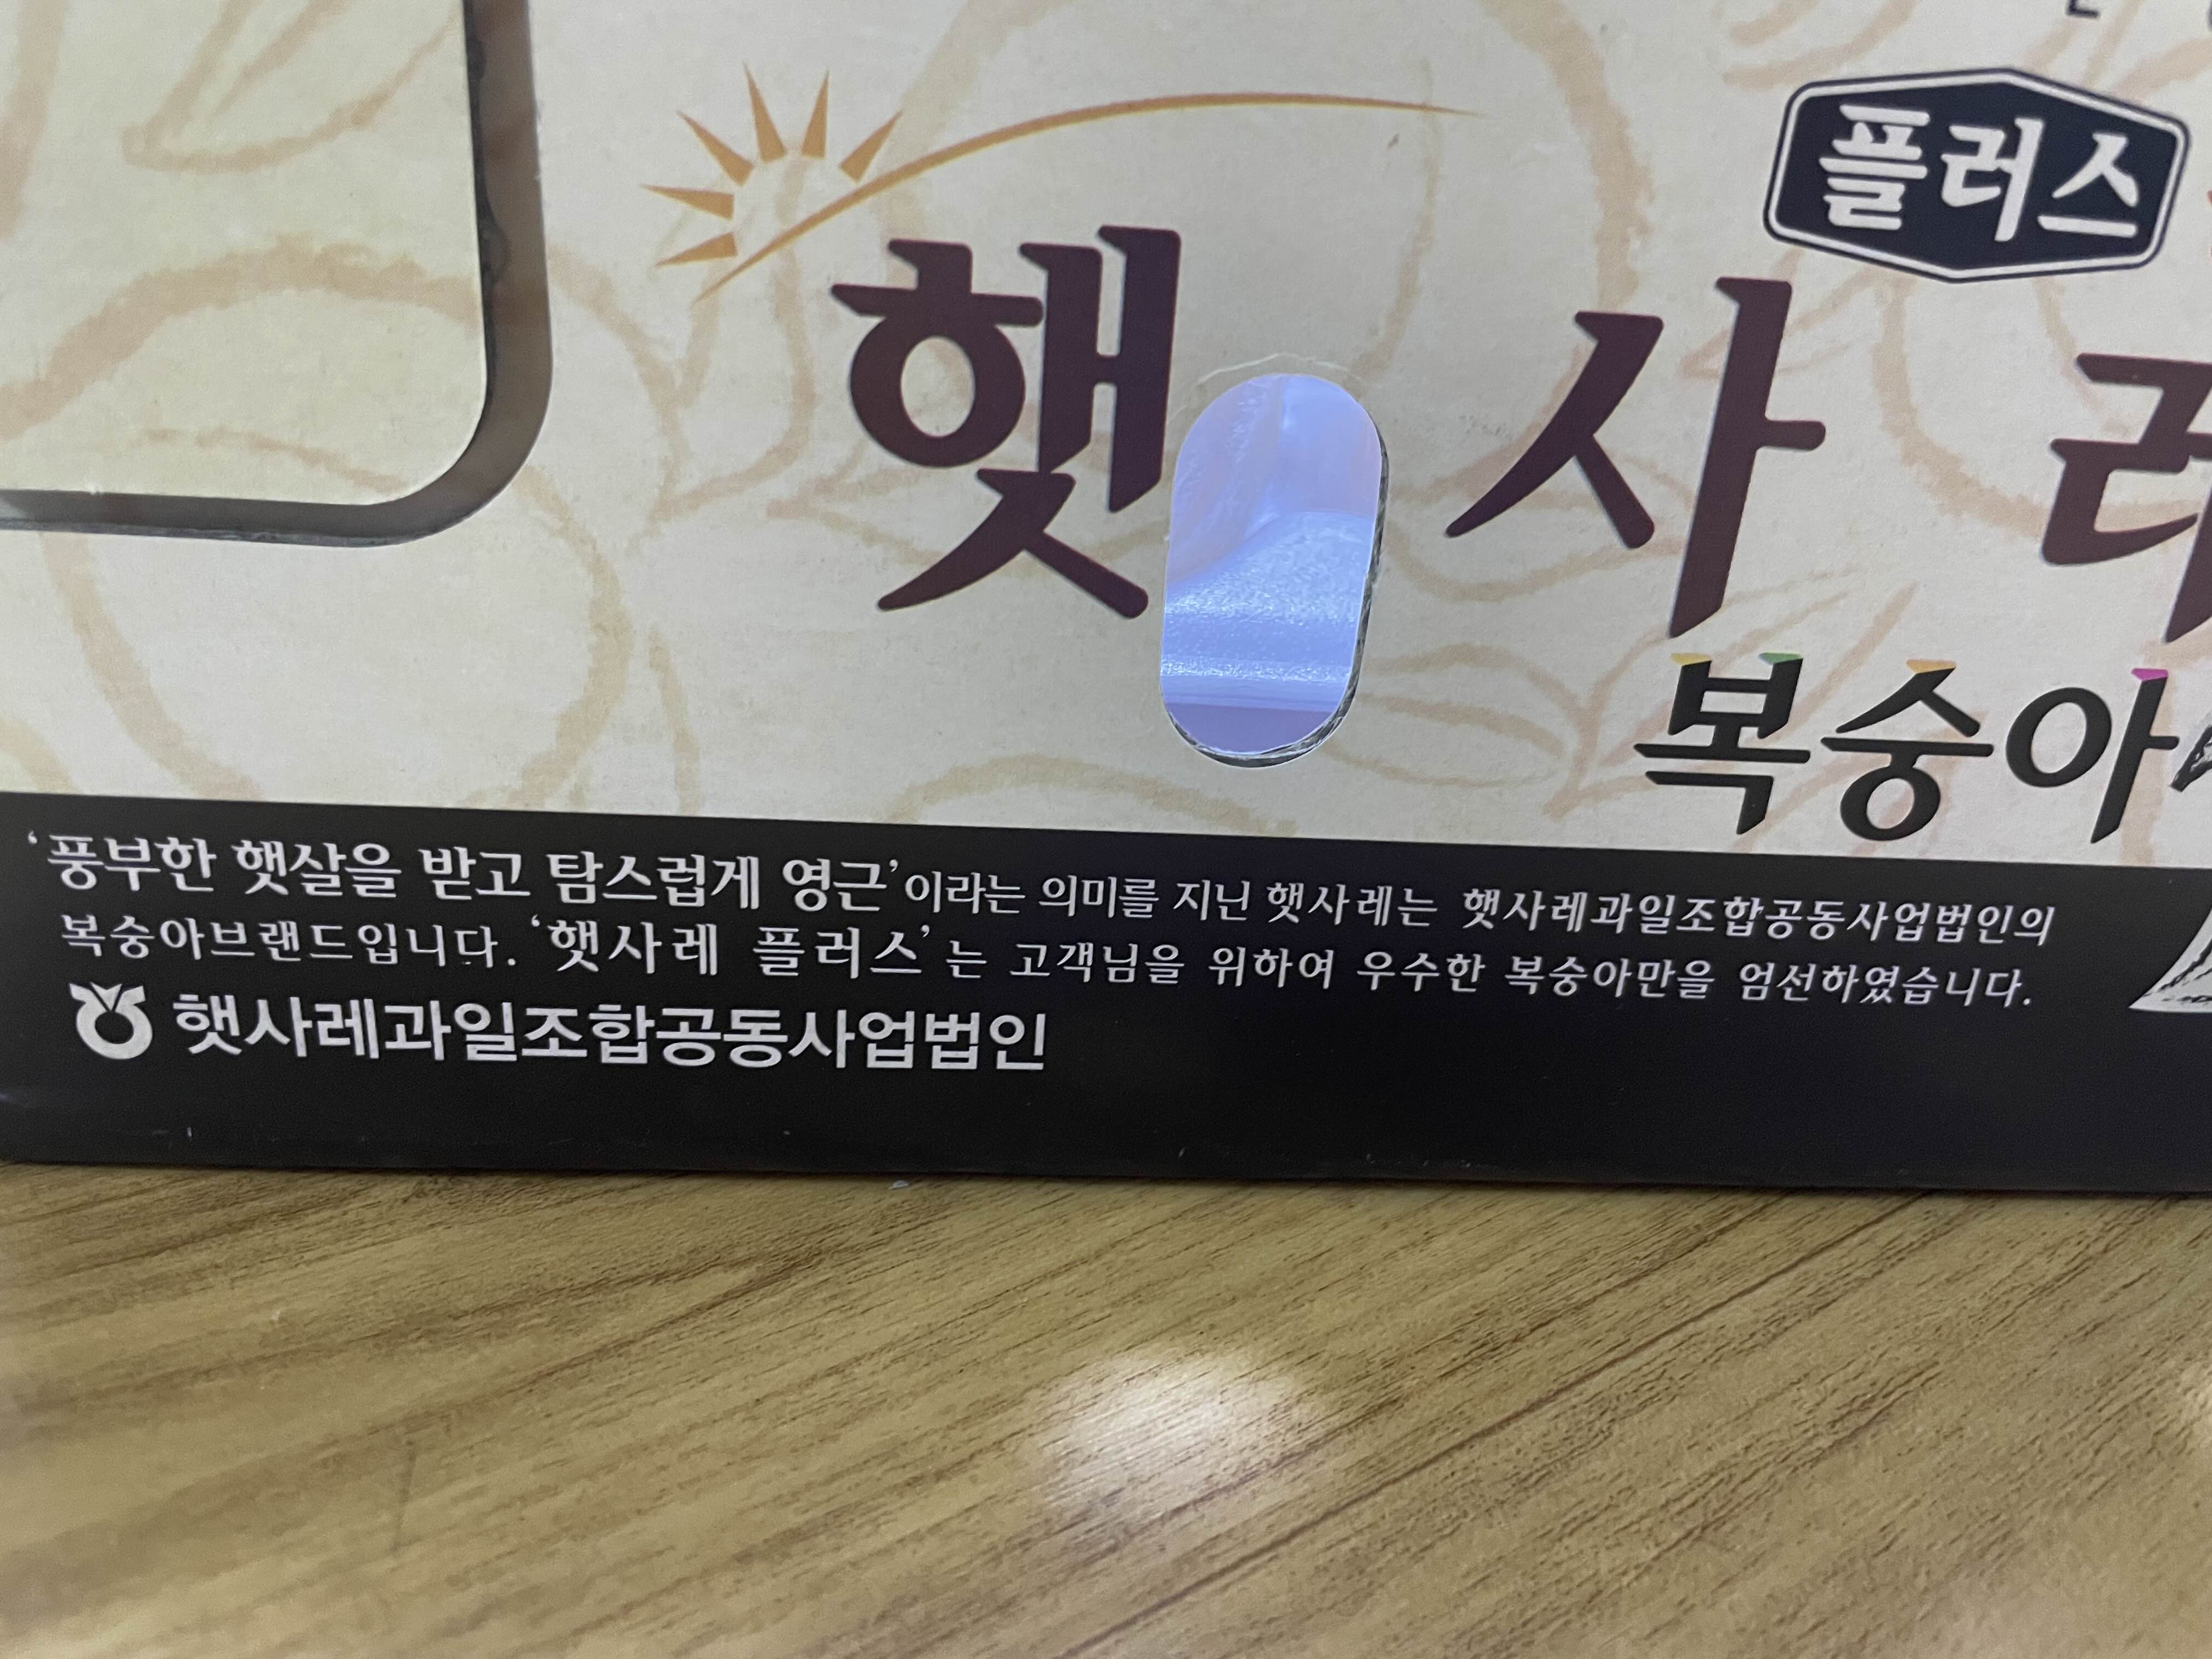 플러스
햇사레
복숭아
‘풍부한 햇살을 받고 탐스럽게 영근’이라는 의미를 지닌 햇사레는 햇사레과일조합공동사업법인의
복숭아브랜드입니다. ‘햇사레 플러스’는 고객님을 위하여 우수한 복숭아만을 엄선하였습니다.
햇사레과일조합공동사업법인